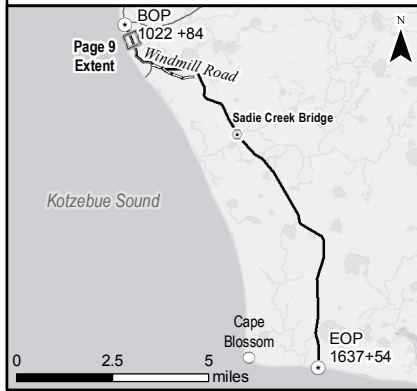 BOP
1022 +84
N
Page 9
Extent
Windmill Road
Sadie Creek Bridge
Kotzebue Sound
Cape
Blossom
EOP
1637+54
0 2.5 5
miles